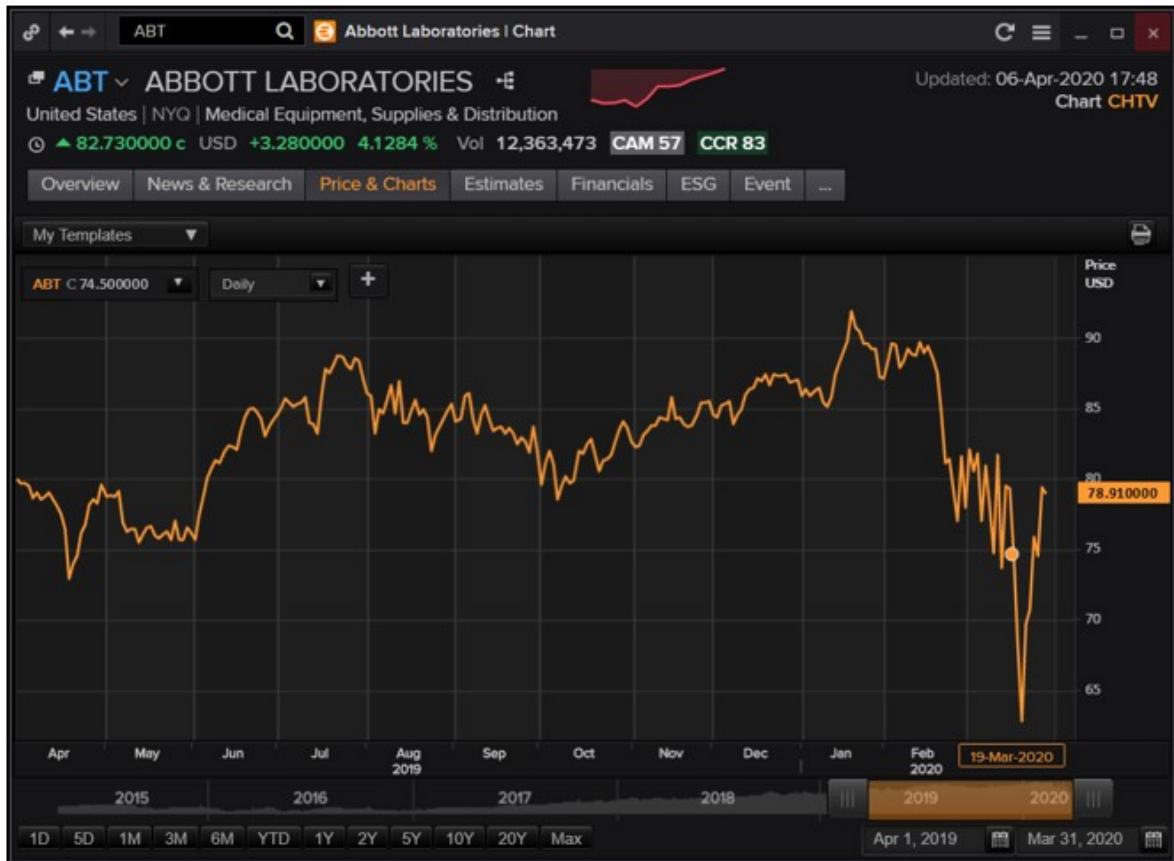 ABT Abbott Laboratories | Chart
ABT ABBOTT LABORATORIES Updated: 06-Apr-2020 17:48
United States | NYQ | Medical Equipment, Supplies & Distribution Chart CHTV
82.730000 c USD +3.280000 4.1284 % Vol 12,363,473 CAM 57 CCR 83
Overview News & Research Price & Charts Estimates Financials ESG Event ...
My Templates
Price
USD
ABT C 74.500000 Daily +
90
85
80
78.910000
75
70
65
Apr May Jun Jul Aug Sep Oct Nov Dec Jan Feb 19-Mar-2020
2019 2020
2015 2016 2017 2018 2019 2020
1D 5D 1M 3M 6M YTD 1Y 2Y 5Y 10Y 20Y Max Apr 1, 2019 Mar 31, 2020